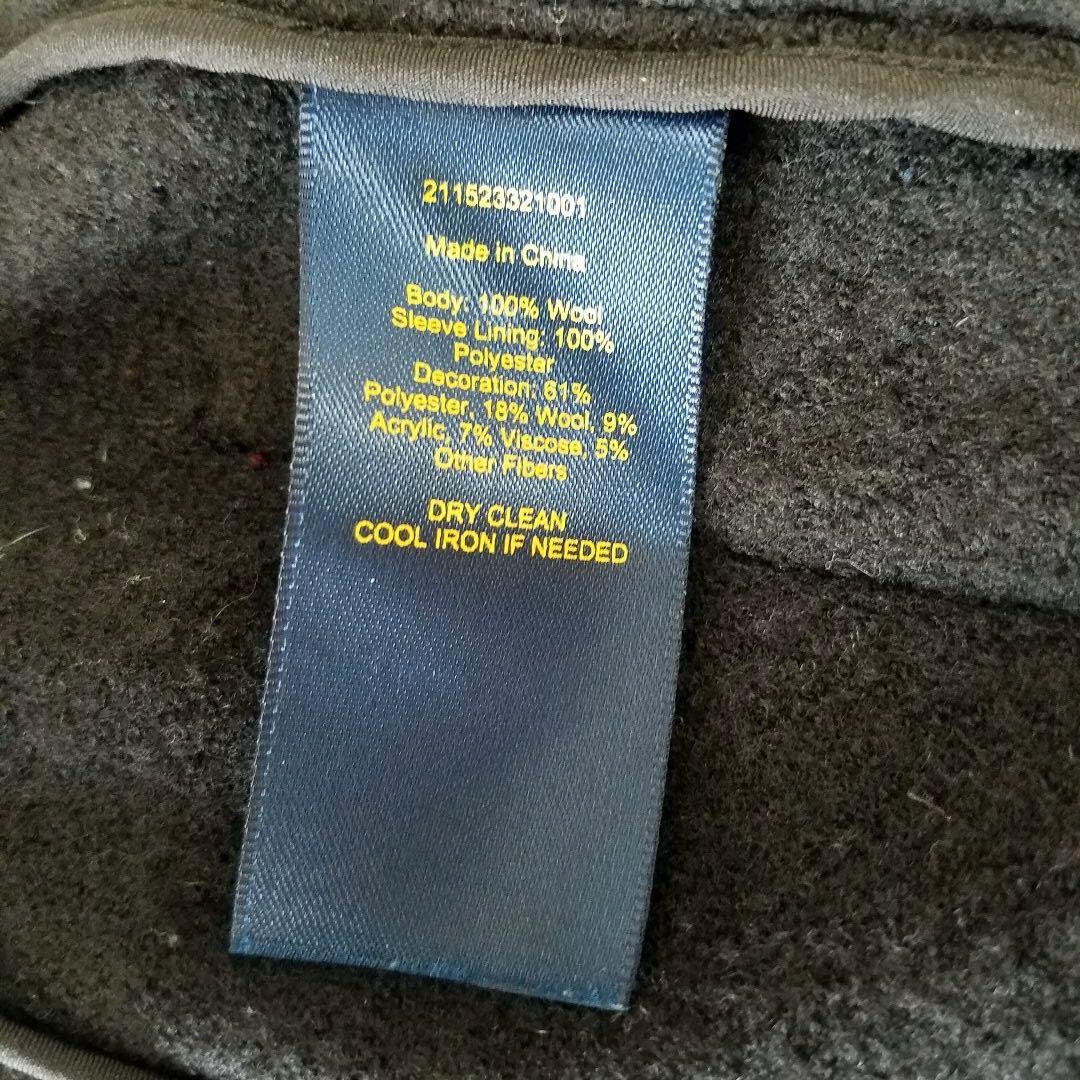 211523321001
Made in China
Body: 100% Wool
Sleeve Lining: 100%
Polyester
Decoration: 61%
Polyester, 18% Wool, 9%
Acrylic, 7% Viscose, 5%
Other Fibers
DRY CLEAN
COOL IRON IF NEEDED